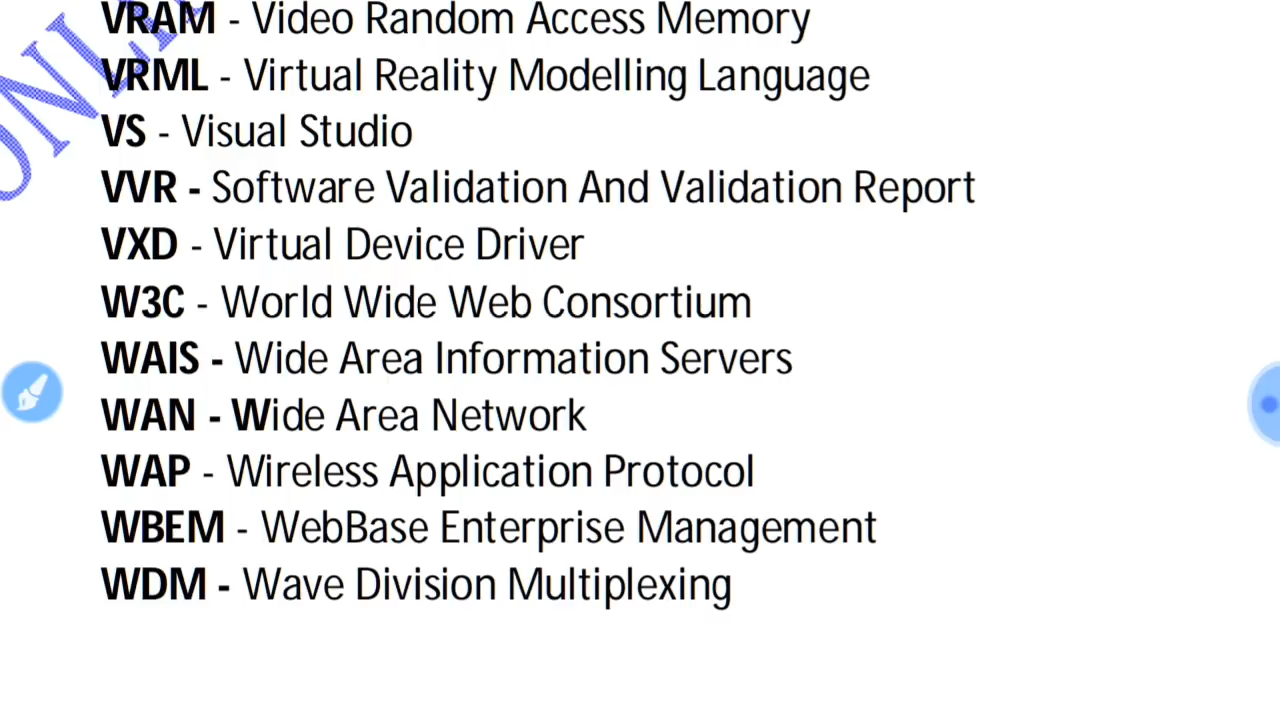 VRAM - Video Random Access Memory
VRML - Virtual Reality Modelling Language
VS - Visual Studio
VVR - Software Validation And Validation Report
VXD - Virtual Device Driver
W3C - World Wide Web Consortium
WAIS - Wide Area Information Servers
WAN - Wide Area Network
WAP - Wireless Application Protocol
WBEM - WebBase Enterprise Management
WDM - Wave Division Multiplexing